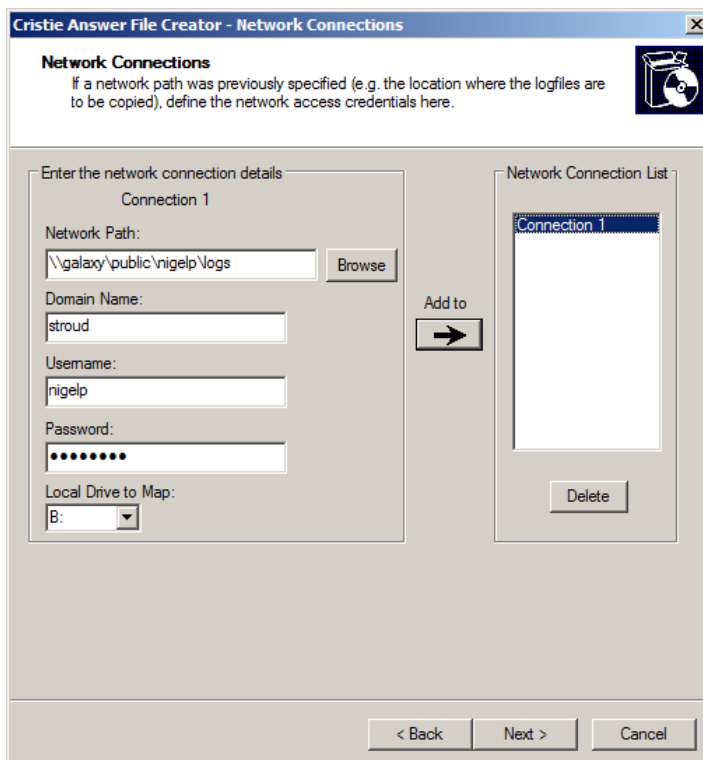 Cristie Answer File Creator - Network Connections
Network Connections
If a network path was previously specified (e.g. the location where the logfiles are
to be copied), define the network access credentials here.
Enter the network connection details
Connection 1
Network Path:
\\galaxy\public\nigelp\logs
Browse
Domain Name:
stroud
Username:
nigelp
Password:
●●●●●●●●
Local Drive to Map:
B:
Add to
Network Connection List
Connection 1
Delete
< Back
Next >
Cancel